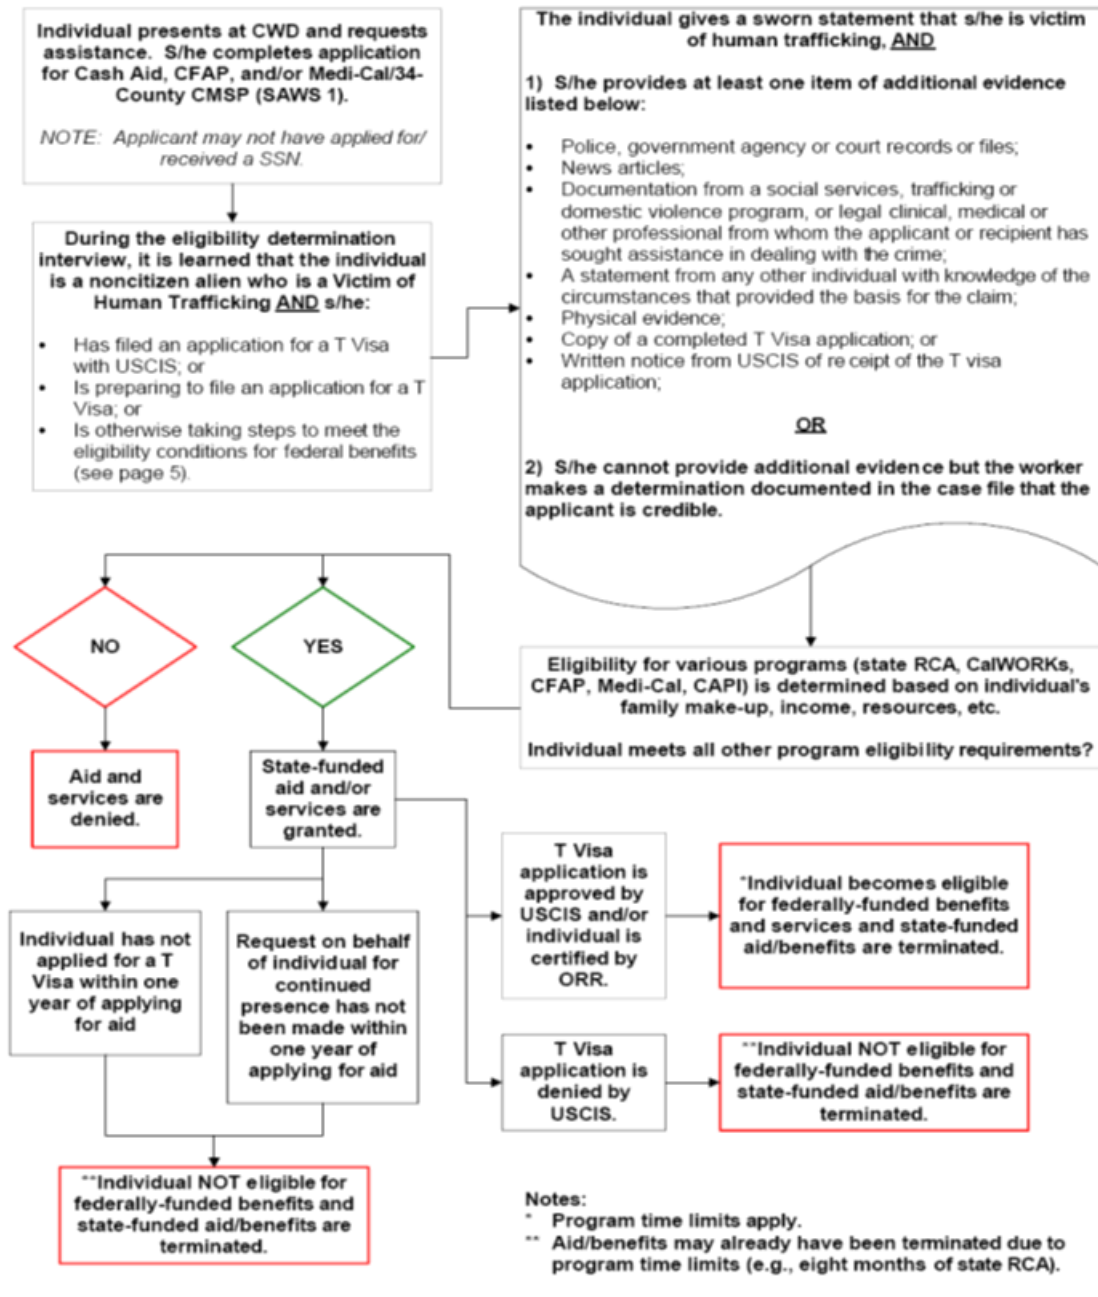 Individual presents at CWD and requests
assistance.  S/he completes application
for Cash Aid, CFAP, and/or Medi-Cal/34-
County CMSP (SAWS 1).
NOTE:  Applicant may not have applied for/
received a SSN.
During the eligibility determination
interview, it is learned that the individual
is a noncitizen alien who is a Victim of
Human Trafficking AND s/he:
• Has filed an application for a T Visa
with USCIS; or
• Is preparing to file an application for a T
Visa; or
• Is otherwise taking steps to meet the
eligibility conditions for federal benefits
(see page 5).
The individual gives a sworn statement that s/he is victim
of human trafficking, AND
1)  S/he provides at least one item of additional evidence
listed below:
• Police, government agency or court records or files;
• News articles;
• Documentation from a social services, trafficking or
domestic violence program, or legal clinical, medical or
other professional from whom the applicant or recipient has
sought assistance in dealing with the crime;
• A statement from any other individual with knowledge of the
circumstances that provided the basis for the claim;
• Physical evidence;
• Copy of a completed T Visa application; or
• Written notice from USCIS of re ceipt of the T visa
application;
OR
2)  S/he cannot provide additional evidence but the worker
makes a determination documented in the case file that the
applicant is credible.
Eligibility for various programs (state RCA, CalWORKs,
CFAP, Medi-Cal, CAPI) is determined based on individual's
family make-up, income, resources, etc.
Individual meets all other program eligibility requirements?
NO
YES
Aid and
services are
denied.
State-funded
aid and/or
services are
granted.
Individual has not
applied for a T
Visa within one
year of applying
for aid
Request on behalf
of individual for
continued
presence has not
been made within
one year of
applying for aid
**Individual NOT eligible for
federally-funded benefits and
state-funded aid/benefits are
terminated.
T Visa
application is
approved by
USCIS and/or
individual is
certified by
ORR.
*Individual becomes eligible
for federally-funded benefits
and services and state-funded
aid/benefits are terminated.
T Visa
application is
denied by
USCIS.
**Individual NOT eligible for
federally-funded benefits and
state-funded aid/benefits are
terminated.
Notes:
* Program time limits apply.
** Aid/benefits may already have been terminated due to
program time limits (e.g., eight months of state RCA).